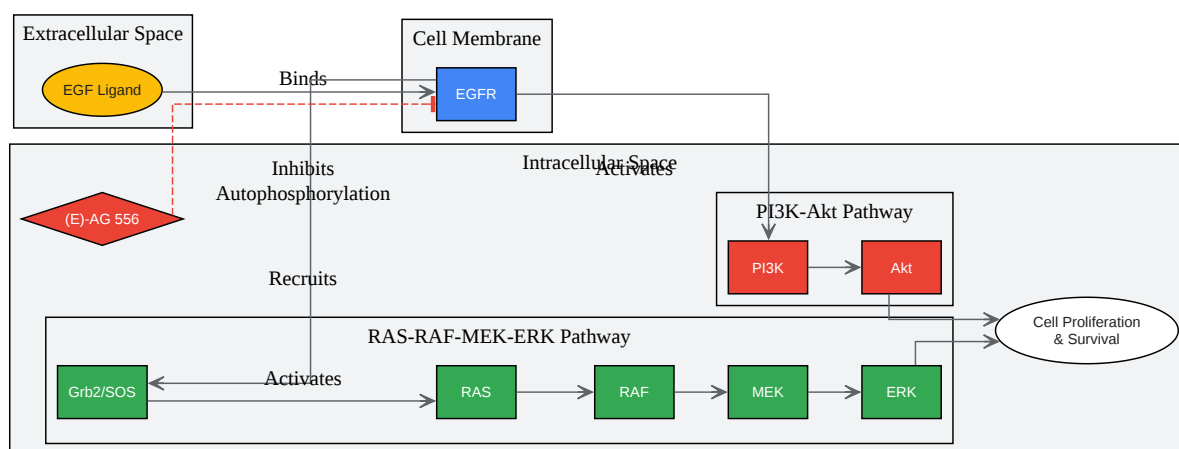 Extracellular Space
Cell Membrane
EGF Ligand
Binds
EGFR
Intracellular Space
Activates
Inhibits
Autophosphorylation
(E)-AG 556
PI3K-Akt Pathway
PI3K
Akt
Recruits
Cell Proliferation
& Survival
RAS-RAF-MEK-ERK Pathway
Grb2/SOS
Activates
RAS
RAF
MEK
ERK